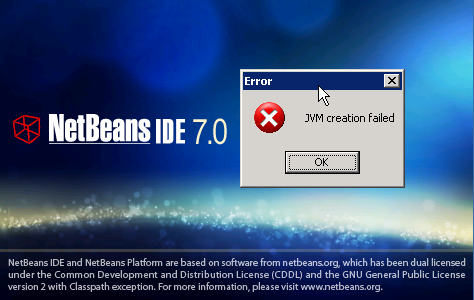 Error
JVM creation failed
OK
NetBeans IDE 7.0
NetBeans IDE and NetBeans Platform are based on software from netbeans.org, which has been dual licensed
under the Common Development and Distribution License (CDDL) and the GNU General Public License
version 2 with Classpath exception. For more information, please visit www.netbeans.org.